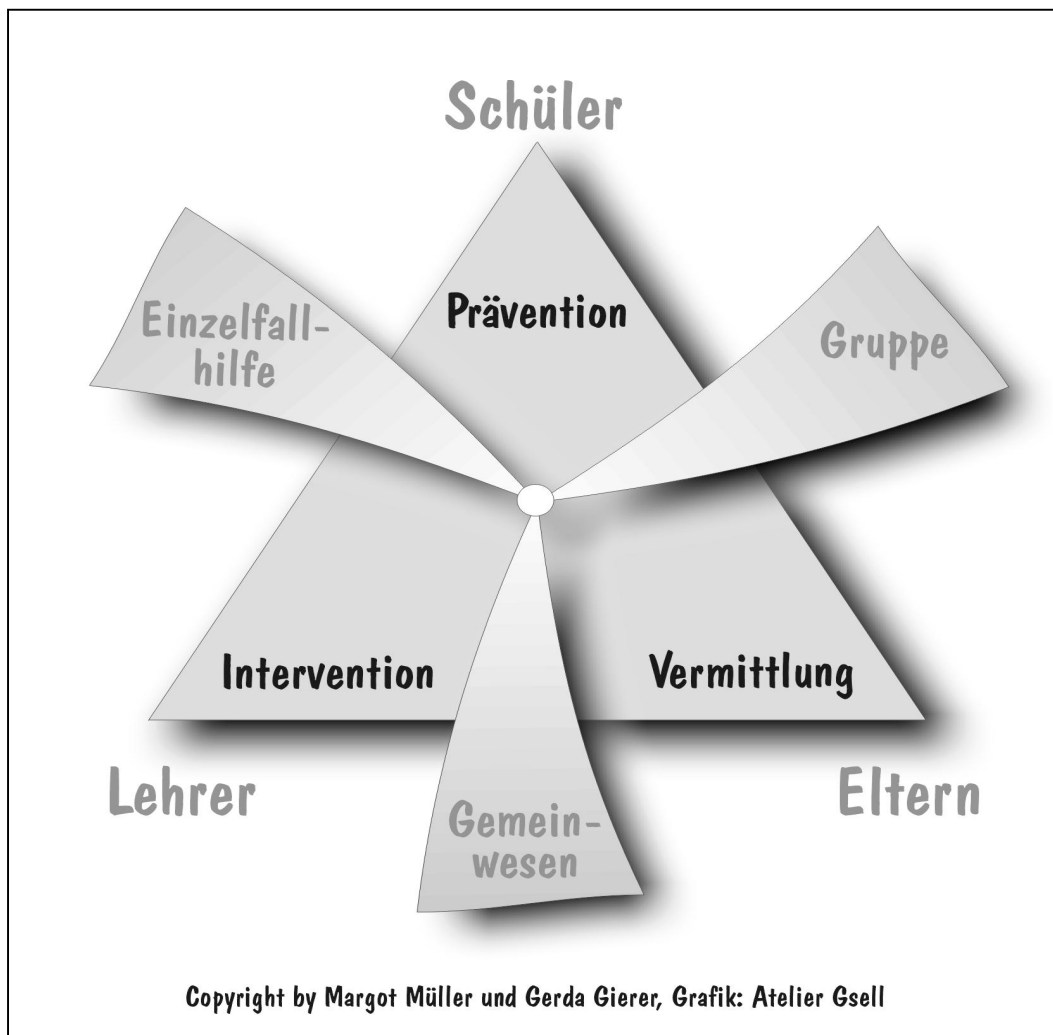 Schüler
Einzelfall-
hilfe
Prävention
Gruppe
Intervention
Vermittlung
Lehrer
Eltern
Gemein-
wesen
Copyright by Margot Müller und Gerda Gierer, Grafik: Atelier Gsell